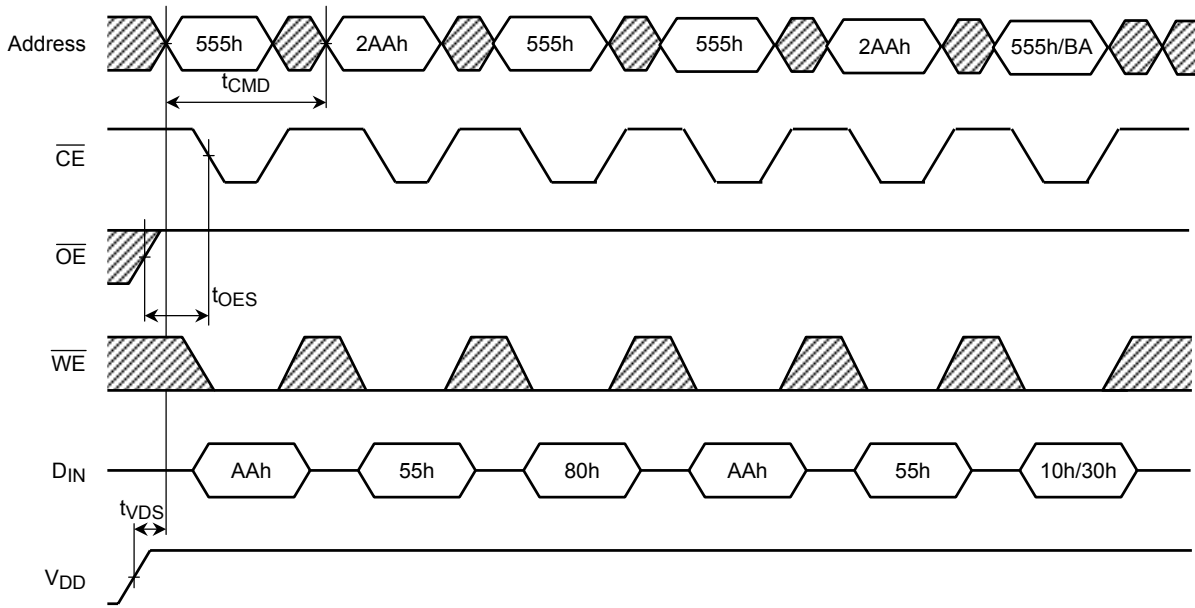 Address 555h 2AAh 555h 555h 2AAh 555h/BA
tCMD
CE
OE
tOES
WE
DIN AAh 55h 80h AAh 55h 10h/30h
tVDS
VDD